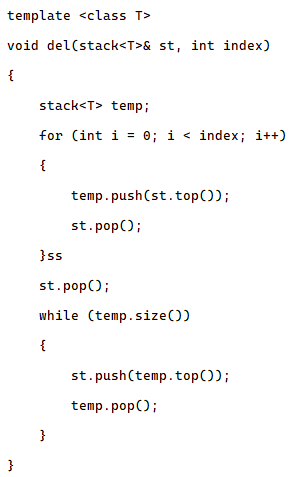 template <class T>
void del(stack<T>& st, int index)
{
    stack<T> temp;
    for (int i = 0; i < index; i++)
    {
        temp.push(st.top());
        st.pop();
    }ss
    st.pop();
    while (temp.size())
    {
        st.push(temp.top());
        temp.pop();
    }
}